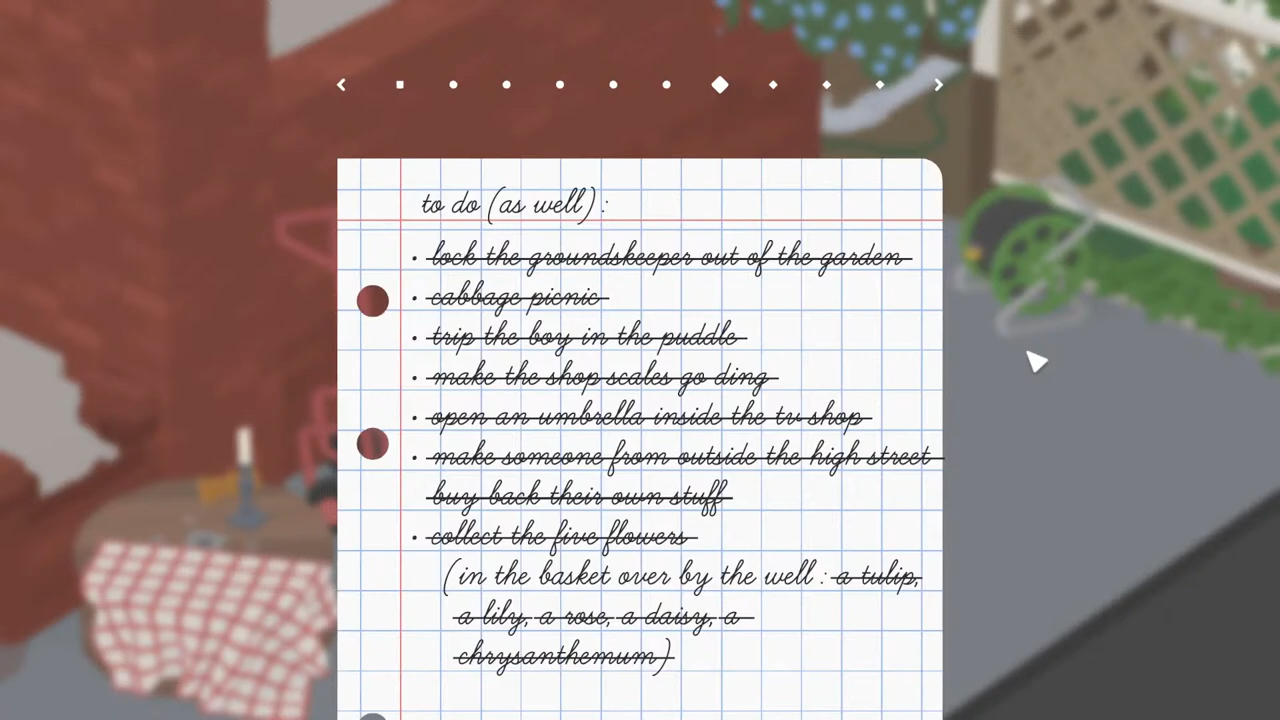 to do (as well) :
• lock the groundskeeper out of the garden
• cabbage picnic
• trip the boy in the puddle
• make the shop scales go ding
• open an umbrella inside the tv shop
• make someone from outside the high street
buy back their own stuff
• collect the five flowers
(in the basket over by the well : a tulip,
a lily, a rose, a daisy, a
chrysanthemum)